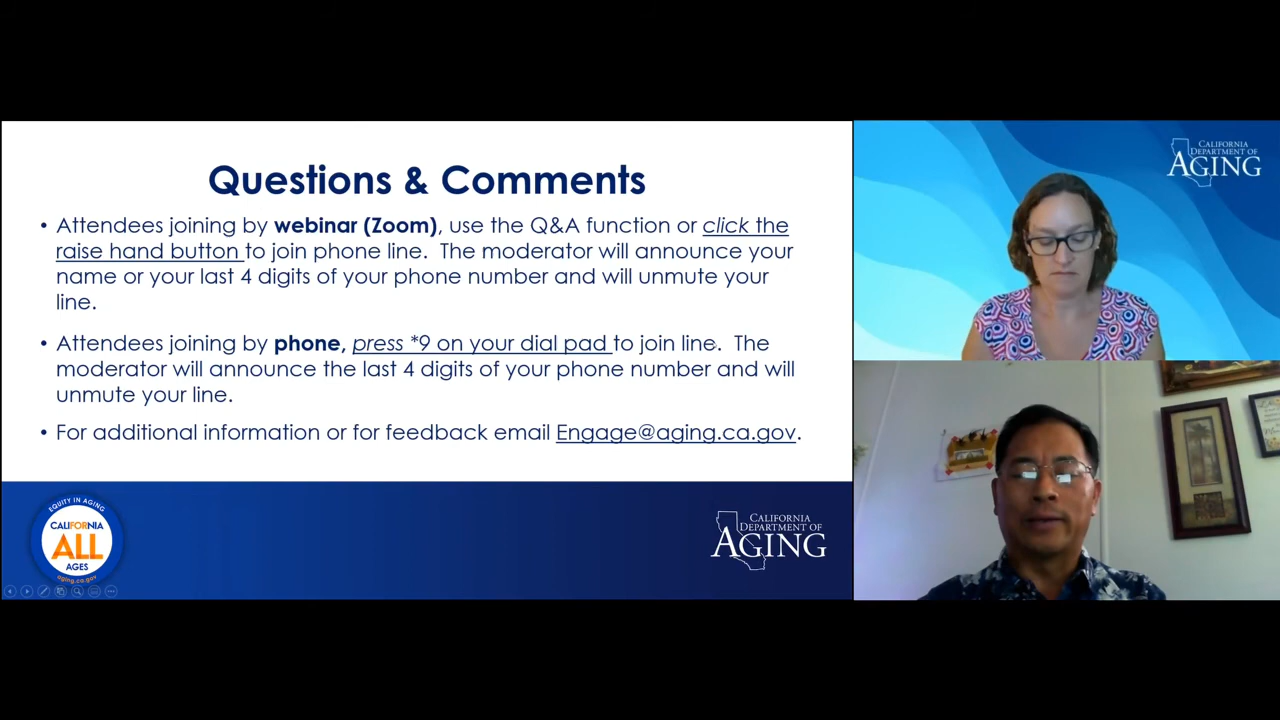 Questions & Comments
• Attendees joining by webinar (Zoom), use the Q&A function or click the
raise hand button to join phone line. The moderator will announce your
name or your last 4 digits of your phone number and will unmute your
line.
• Attendees joining by phone, press *9 on your dial pad to join line. The
moderator will announce the last 4 digits of your phone number and will
unmute your line.
• For additional information or for feedback email Engage@aging.ca.gov.
EQUITY IN AGING
CALIFORNIA
ALL
AGES
aging.ca.gov
CALIFORNIA
DEPARTMENT OF
AGING
CALIFORNIA
DEPARTMENT OF
AGING